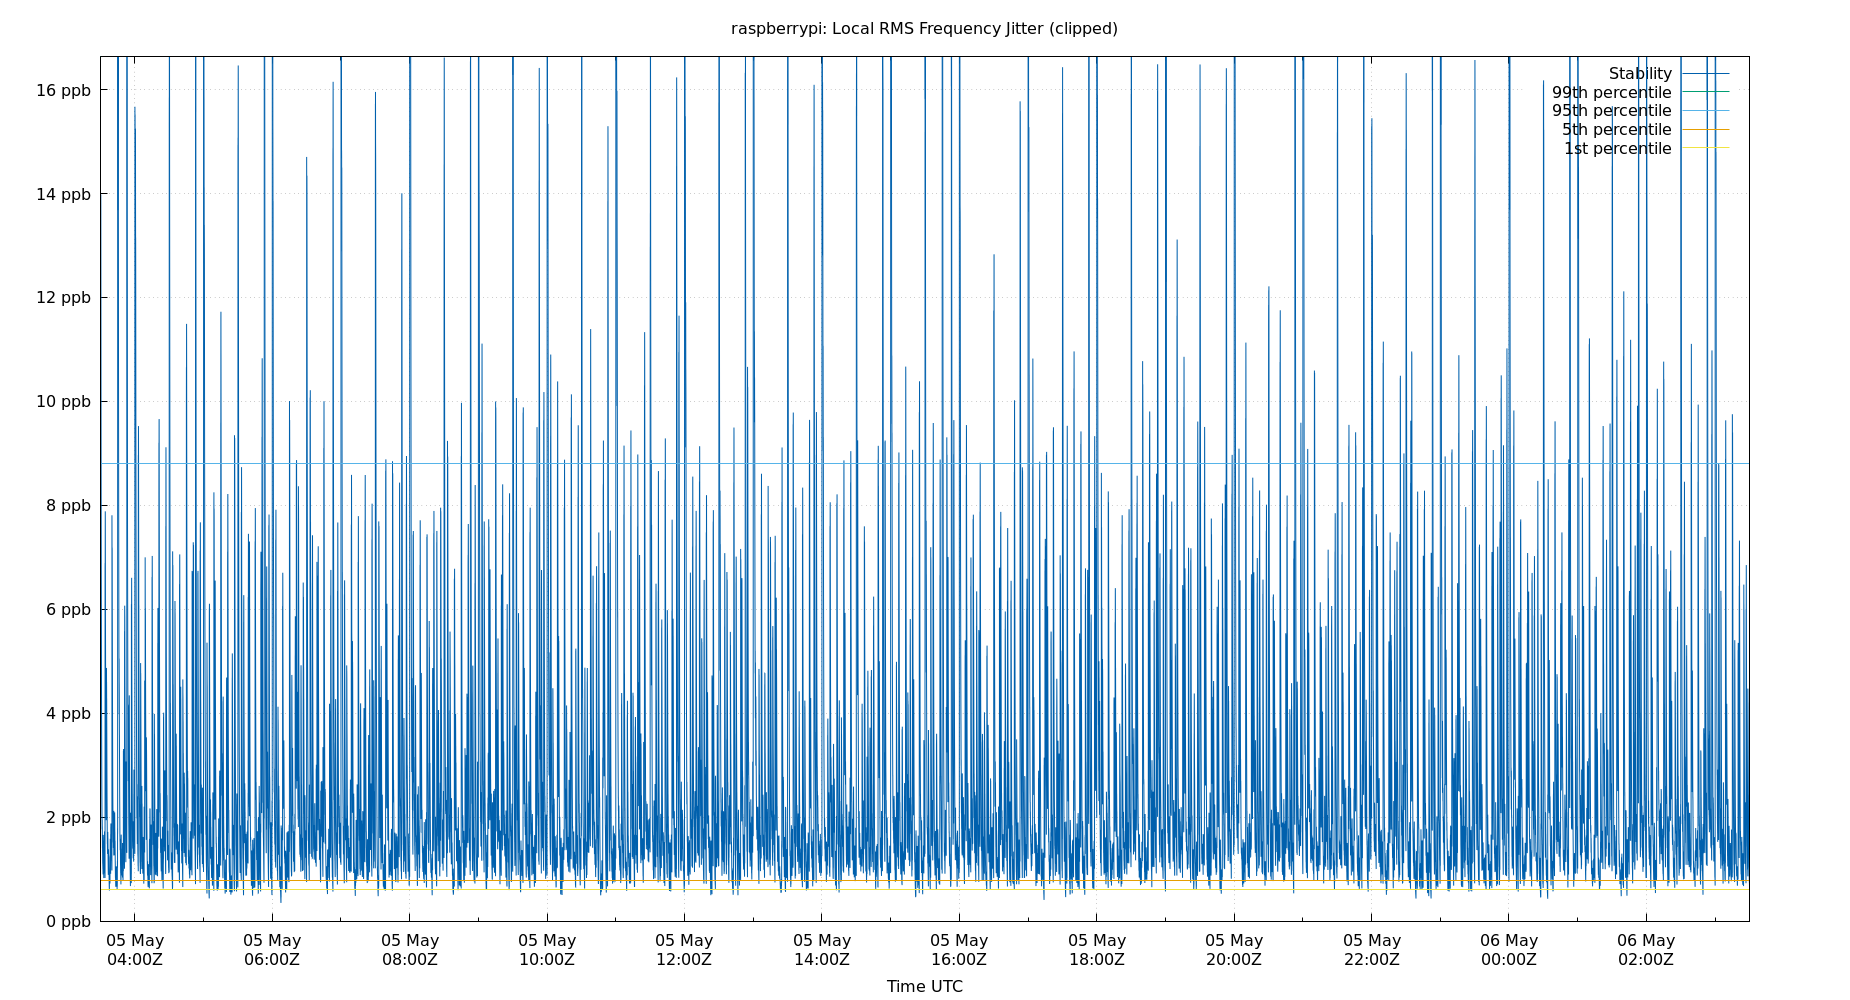 raspberrypi: Local RMS Frequency Jitter (clipped)
16 ppb
14 ppb
12 ppb
10 ppb
8 ppb
6 ppb
4 ppb
2 ppb
0 ppb
Stability
99th percentile
95th percentile
5th percentile
1st percentile
05 May 05 May 05 May 05 May 05 May 05 May 05 May 05 May 05 May 05 May 06 May 06 May
04:00Z 06:00Z 08:00Z 10:00Z 12:00Z 14:00Z 16:00Z 18:00Z 20:00Z 22:00Z 00:00Z 02:00Z
Time UTC